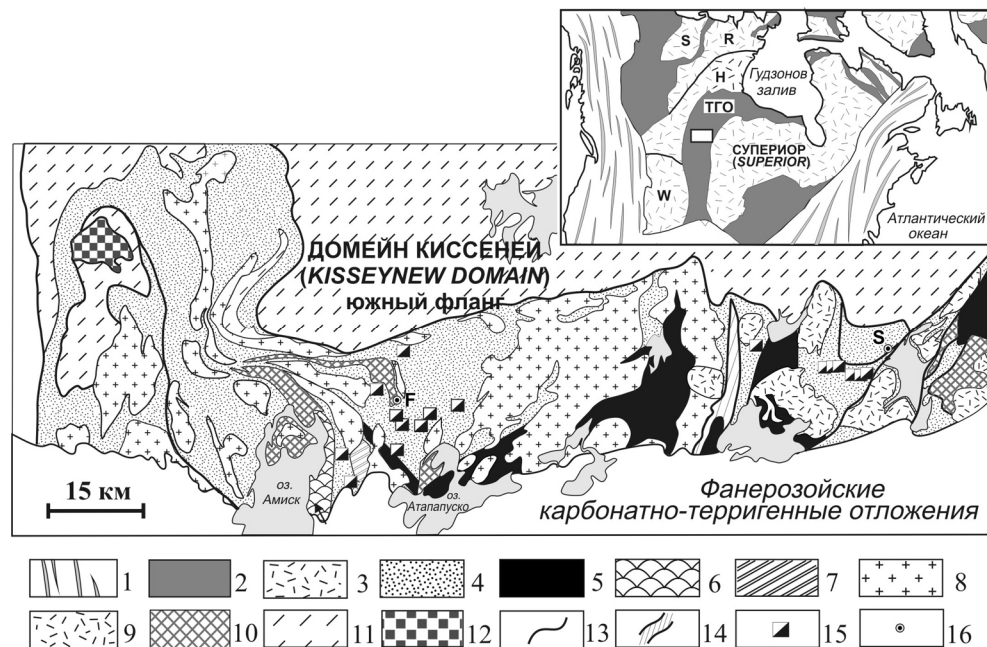 S
R
H
Гудзонов
залив
ТГО
СУПЕРИОР
(SUPERIOR)
W
Атлантический
океан
ДОМЕЙН КИССЕНЕЙ
(KISSEYNEW DOMAIN)
южный фланг
S
F
15 км
оз.
Амиск
оз.
Атапапуско
Фанерозойские
карбонатно-терригенные отложения
1
2
3
4
5
6
7
8
9
10
11
12
13
14
15
16